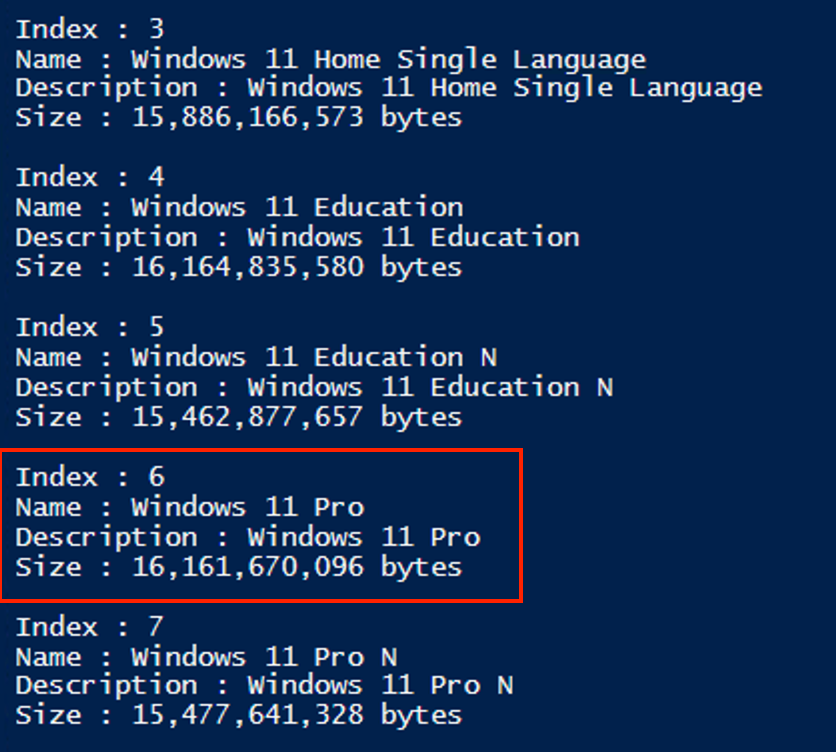 Index : 3
Name : Windows 11 Home Single Language
Description : Windows 11 Home Single Language
Size : 15,886,166,573 bytes
Index : 4
Name : Windows 11 Education
Description : Windows 11 Education
Size : 16,164,835,580 bytes
Index : 5
Name : Windows 11 Education N
Description : Windows 11 Education N
Size : 15,462,877,657 bytes
Index : 6
Name : Windows 11 Pro
Description : Windows 11 Pro
Size : 16,161,670,096 bytes
Index : 7
Name : Windows 11 Pro N
Description : Windows 11 Pro N
Size : 15,477,641,328 bytes